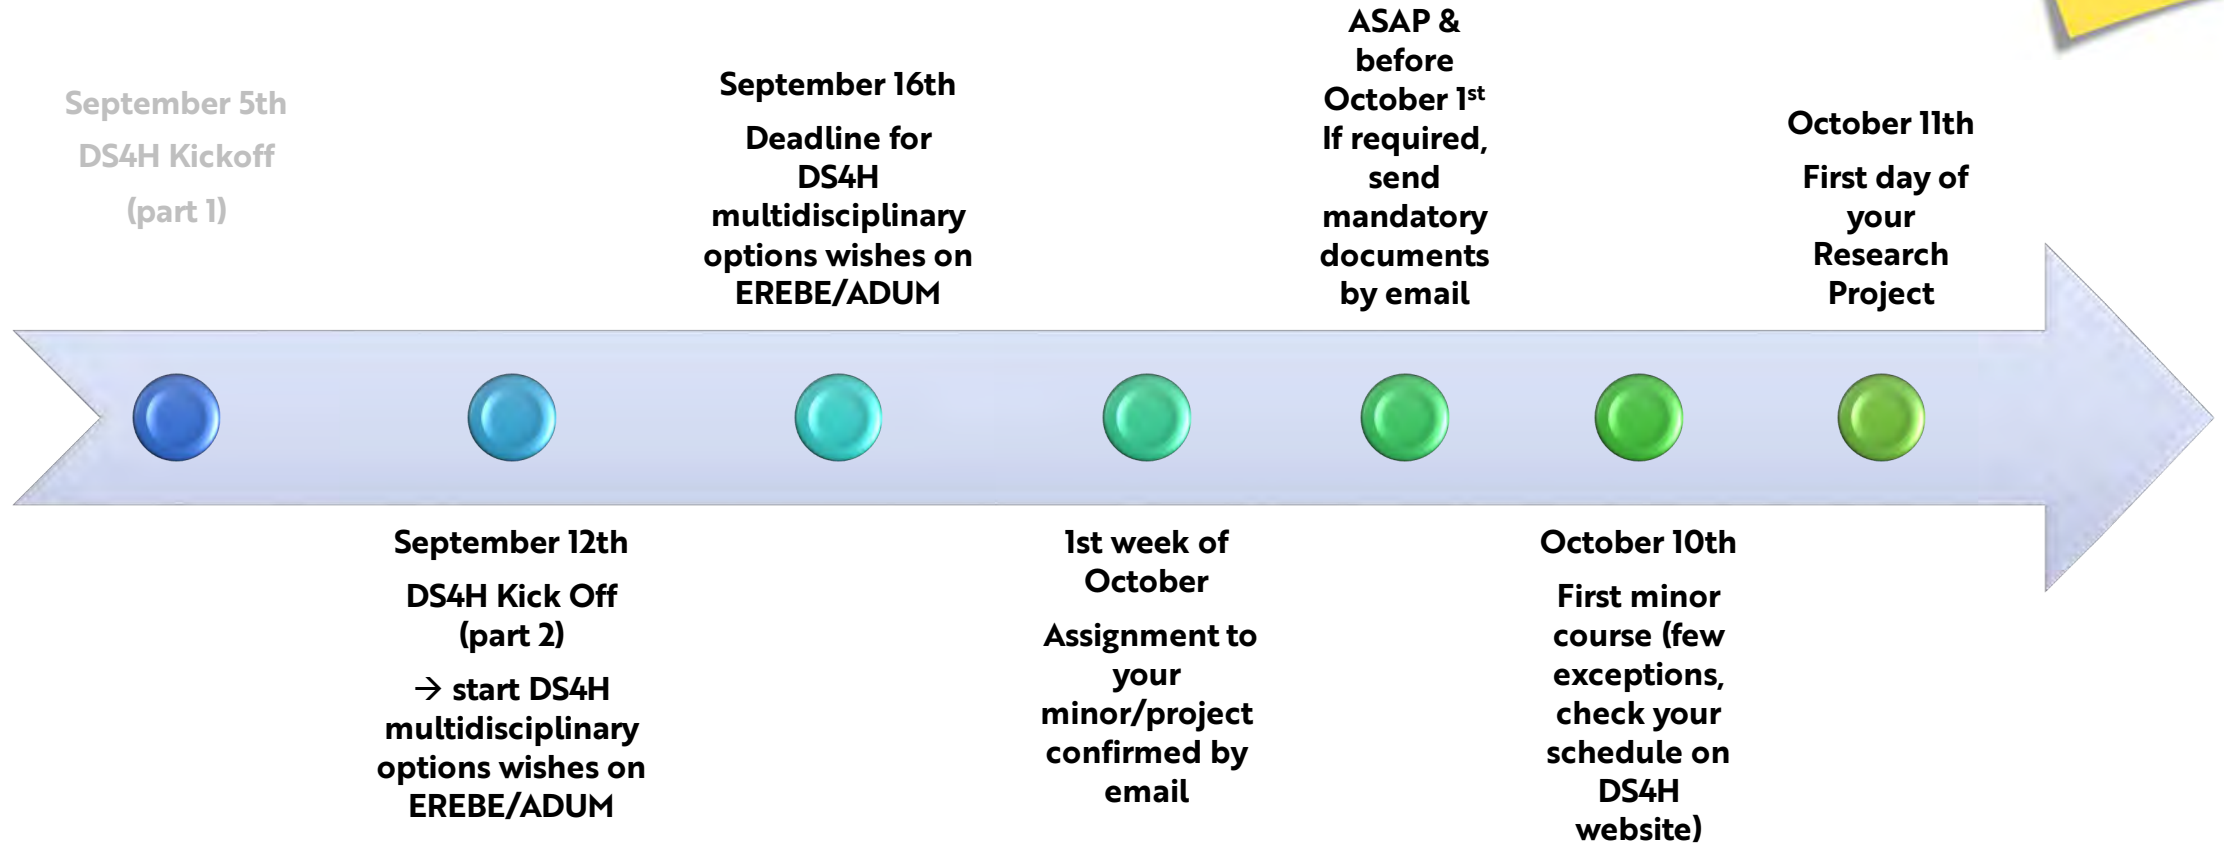 September 5th
DS4H Kickoff
(part 1)
September 12th
DS4H Kick Off
(part 2)
→ start DS4H
multidisciplinary
options wishes on
EREBE/ADUM
September 16th
Deadline for
DS4H
multidisciplinary
options wishes on
EREBE/ADUM
1st week of
October
Assignment to
your
minor/project
confirmed by
email
ASAP &
before
October 1st
If required,
send
mandatory
documents
by email
October 10th
First minor
course (few
exceptions,
check your
schedule on
DS4H
website)
October 11th
First day of
your
Research
Project